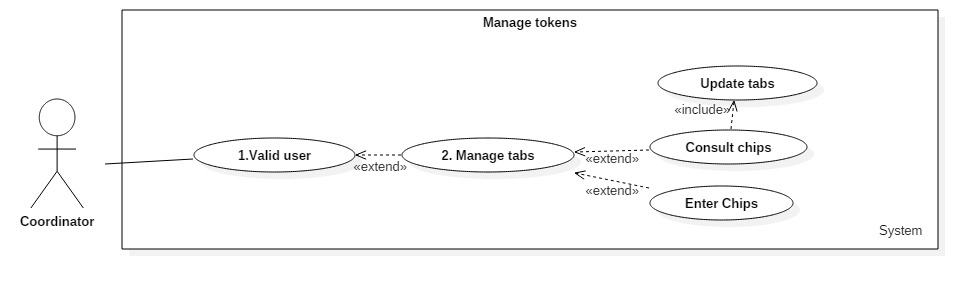 Manage tokens
Update tabs
«include»
1.Valid user
«extend»
2. Manage tabs
«extend»
Consult chips
«extend»
Enter Chips
Coordinator
System